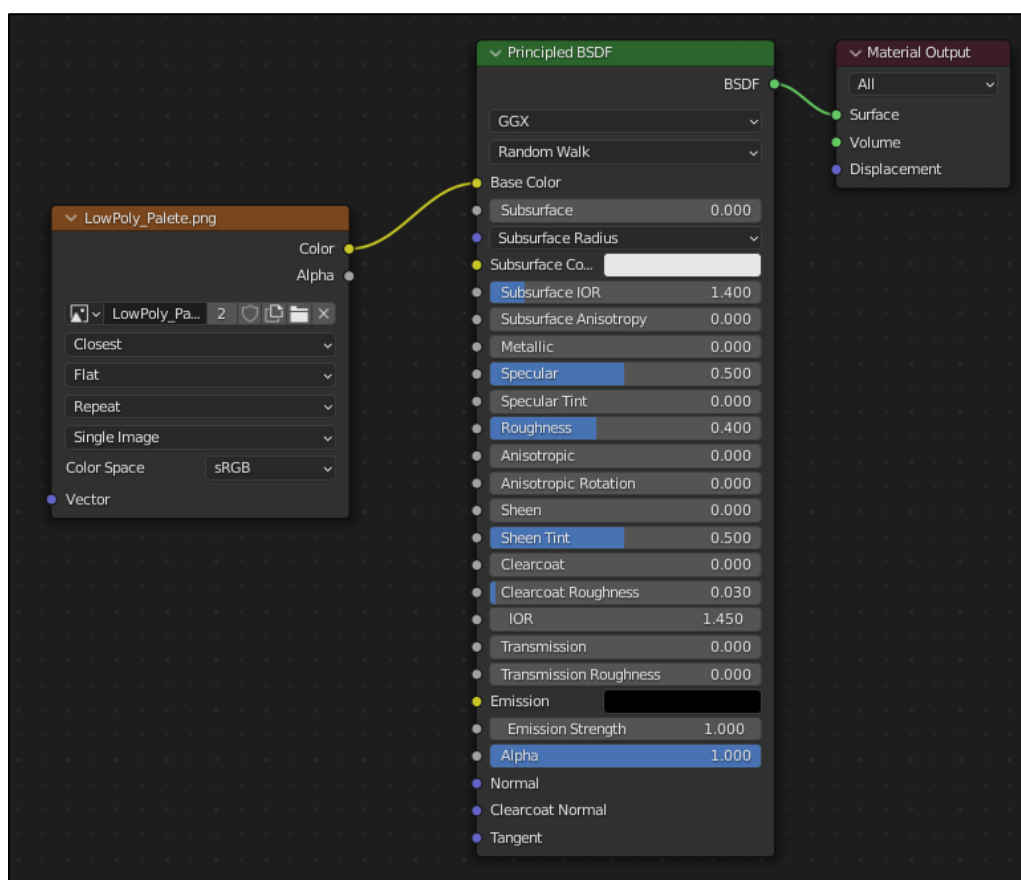 LowPoly_Palete.png
Color
Alpha
LowPoly_Pa... 2
Closest
Flat
Repeat
Single Image
Color Space sRGB
Vector
Principled BSDF
BSDF
GGX
Random Walk
Base Color
Subsurface 0.000
Subsurface Radius
Subsurface Co...
Subsurface IOR 1.400
Subsurface Anisotropy 0.000
Metallic 0.000
Specular 0.500
Specular Tint 0.000
Roughness 0.400
Anisotropic 0.000
Anisotropic Rotation 0.000
Sheen 0.000
Sheen Tint 0.500
Clearcoat 0.000
Clearcoat Roughness 0.030
IOR 1.450
Transmission 0.000
Transmission Roughness 0.000
Emission
Emission Strength 1.000
Alpha 1.000
Normal
Clearcoat Normal
Tangent
Material Output
All
Surface
Volume
Displacement